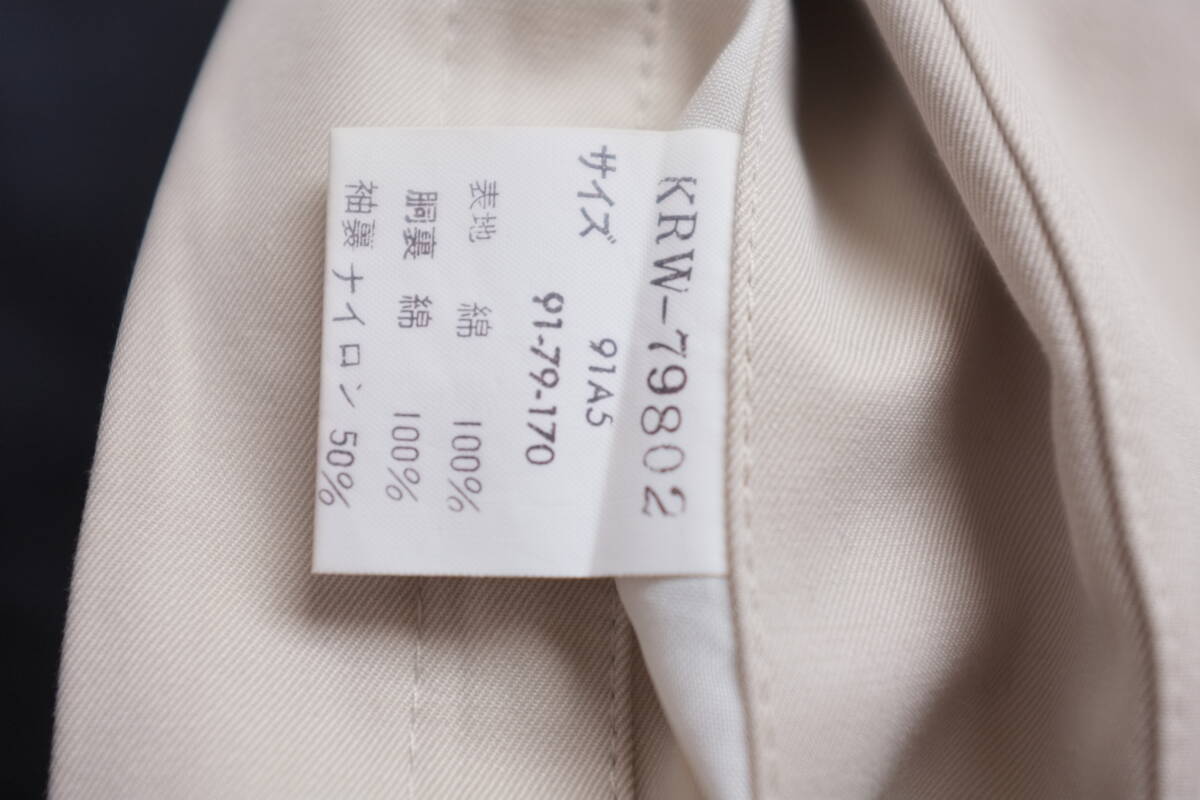 KRW-79802
サイズ 91A5
91-79-170
表地 綿 100%
胴裏 綿 100%
袖裏 ナイロン 50%